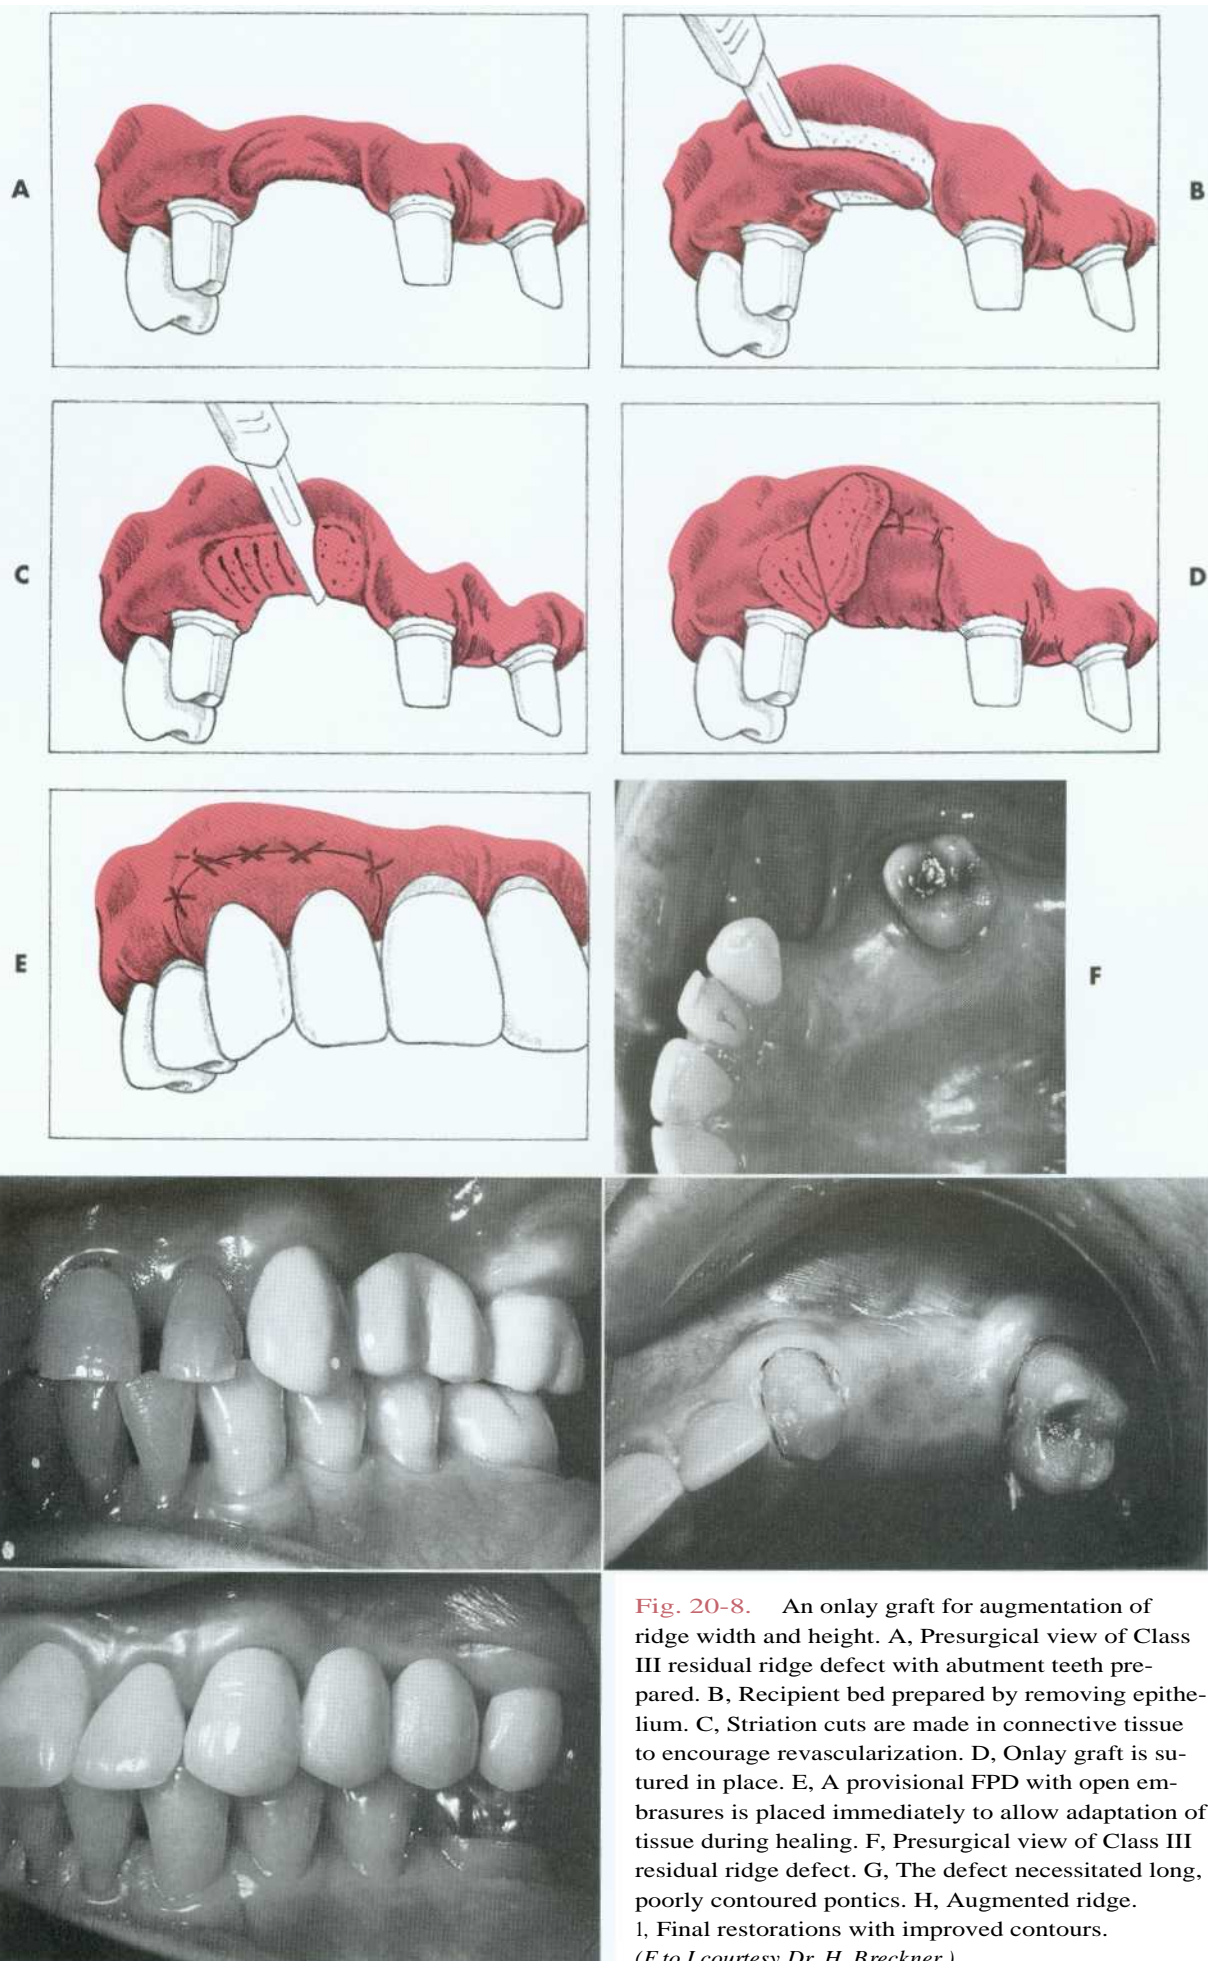 A
B
C
D
E
F
Fig. 20-8. An onlay graft for augmentation of
ridge width and height. A, Presurgical view of Class
III residual ridge defect with abutment teeth pre-
pared. B, Recipient bed prepared by removing epithe-
lium. C, Striation cuts are made in connective tissue
to encourage revascularization. D, Onlay graft is su-
tured in place. E, A provisional FPD with open em-
brasures is placed immediately to allow adaptation of
tissue during healing. F, Presurgical view of Class III
residual ridge defect. G, The defect necessitated long,
poorly contoured pontics. H, Augmented ridge.
l, Final restorations with improved contours.
(F to I courtesy Dr. H. Breckner.)